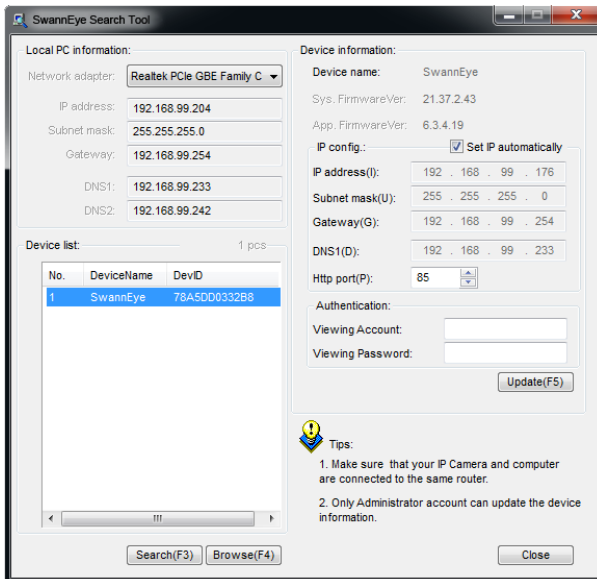 SwannEye Search Tool
Local PC information:
Network adapter: Realtek PCIe GBE Family C
IP address: 192.168.99.204
Subnet mask: 255.255.255.0
Gateway: 192.168.99.254
DNS1: 192.168.99.233
DNS2: 192.168.99.242
Device list: 1 pcs
No. DeviceName DevID
1 SwannEye 78A5DD0332B8
Search(F3) Browse(F4)
Device information:
Device name: SwannEye
Sys. FirmwareVer: 21.37.2.43
App. FirmwareVer: 6.3.4.19
IP config.: Set IP automatically
IP address(I): 192 . 168 . 99 . 176
Subnet mask(U): 255 . 255 . 255 . 0
Gateway(G): 192 . 168 . 99 . 254
DNS1(D): 192 . 168 . 99 . 233
Http port(P): 85
Authentication:
Viewing Account:
Viewing Password:
Update(F5)
Tips:
1. Make sure that your IP Camera and computer
are connected to the same router.
2. Only Administrator account can update the device
information.
Close